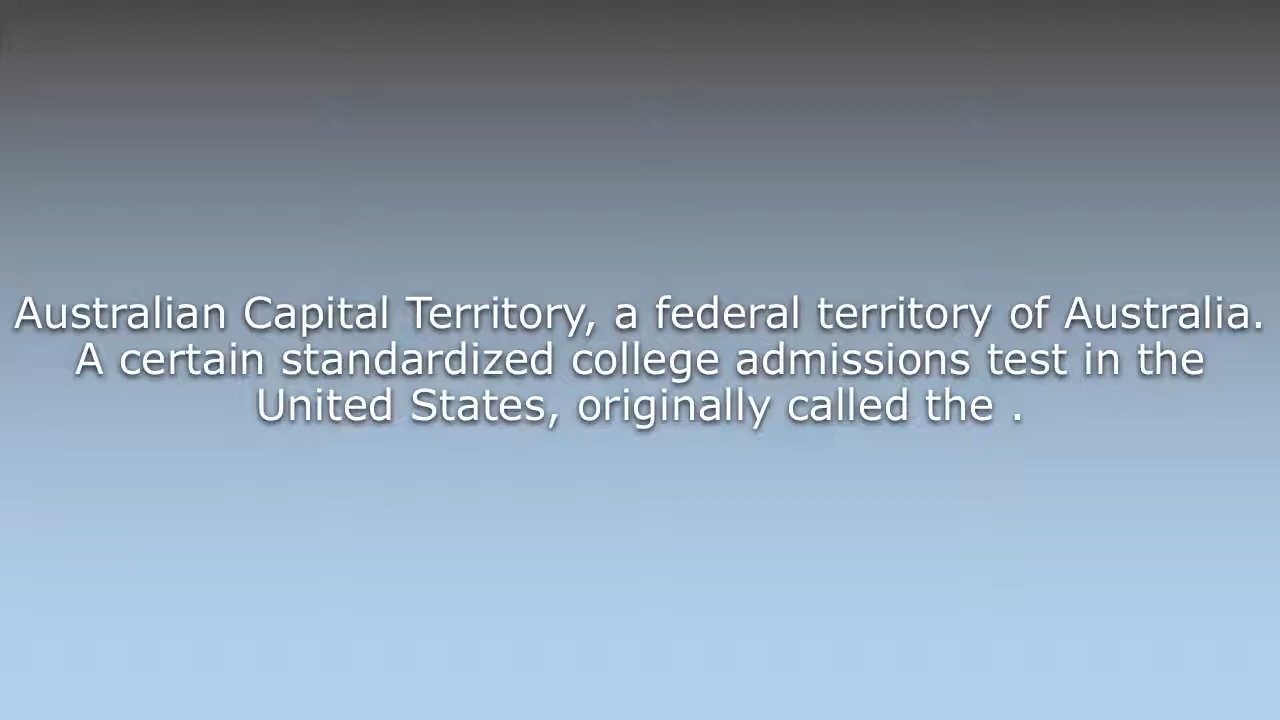 Australian Capital Territory, a federal territory of Australia.
A certain standardized college admissions test in the
United States, originally called the .